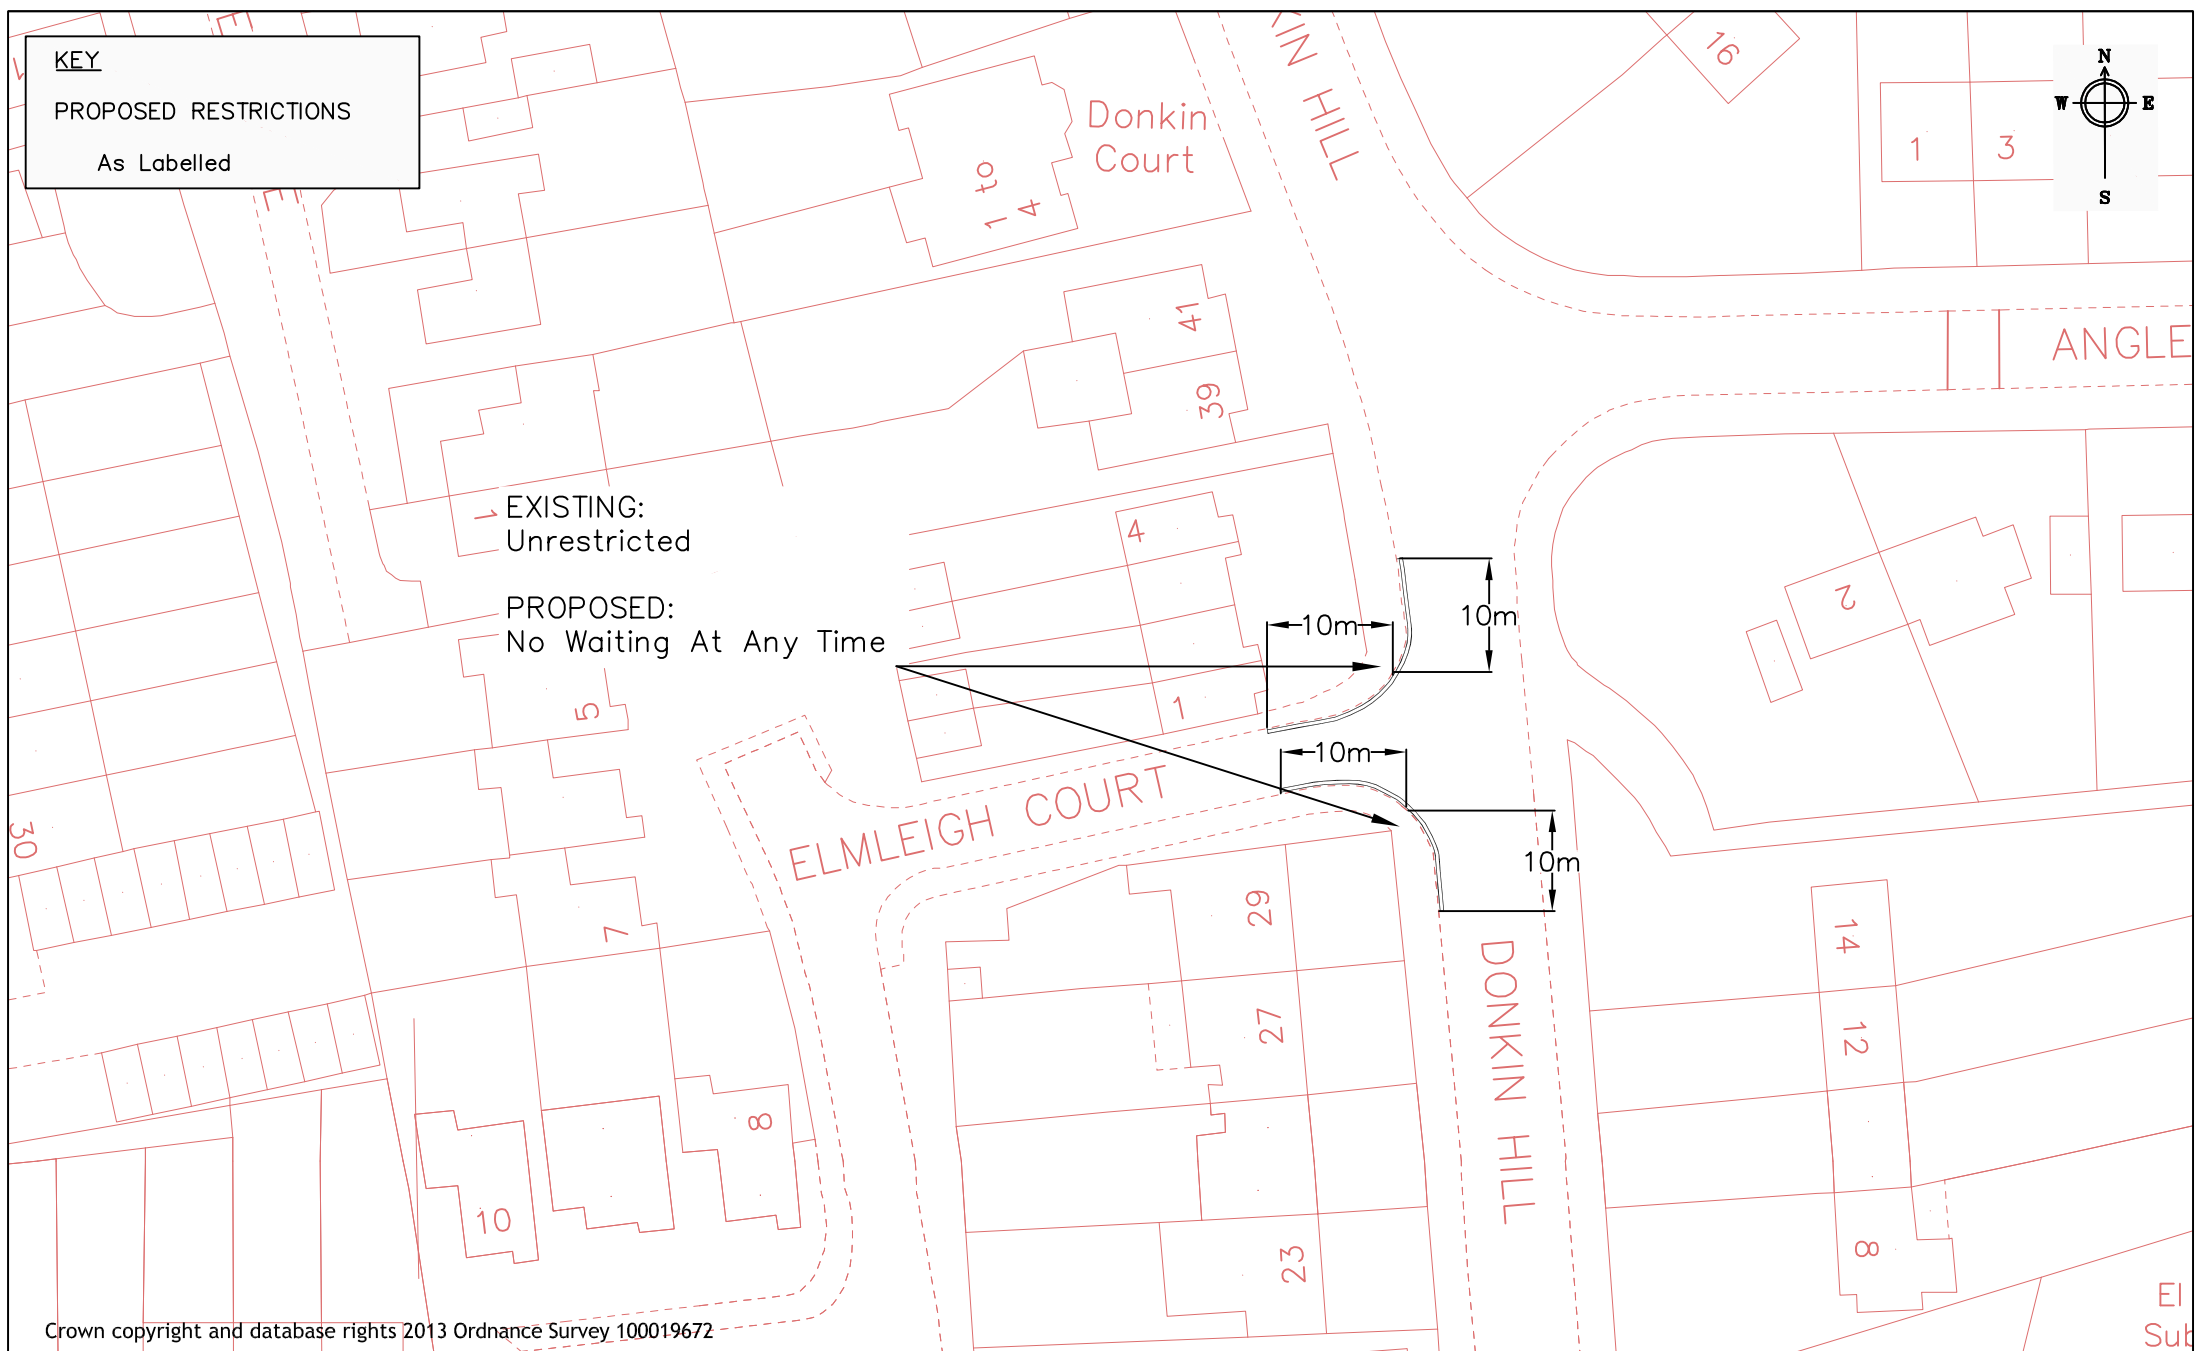 KEY
PROPOSED RESTRICTIONS
As Labelled
N
W E
S
16
1 3
Donkin
Court
1 to
4
KIN HILL
41
39
ANGLE
1
EXISTING:
Unrestricted
PROPOSED:
No Waiting At Any Time
4
1
2
10m
10m
10m
10m
5
ELMLEIGH COURT
30
7
29
27
23
14
12
8
DONKIN HILL
8
10
El
Sub
Crown copyright and database rights 2013 Ordnance Survey 100019672